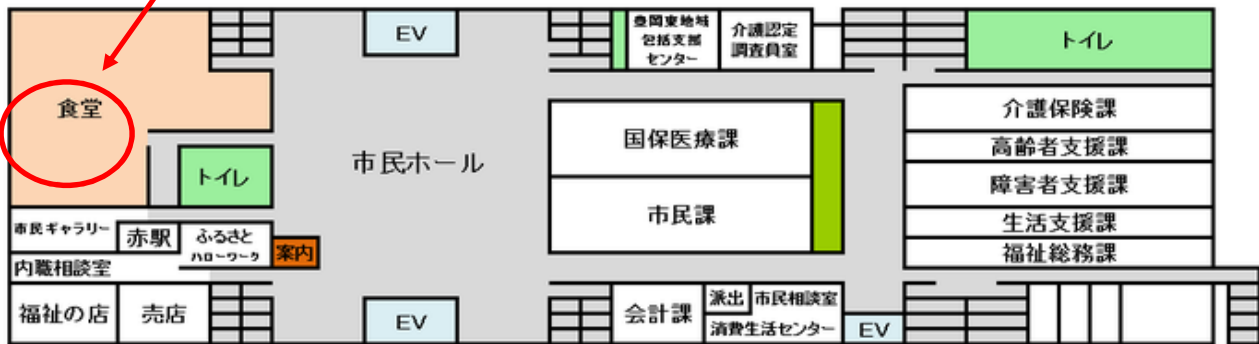 食堂
トイレ
市民ギャラリー
赤駅
ふるさと
ハローワーク
案内
内職相談室
福祉の店
売店
EV
市民ホール
EV
豊岡東地域
包括支援
センター
介護認定
調査員室
国保医療課
市民課
会計課
派出
市民相談室
消費生活センター
EV
トイレ
介護保険課
高齢者支援課
障害者支援課
生活支援課
福祉総務課